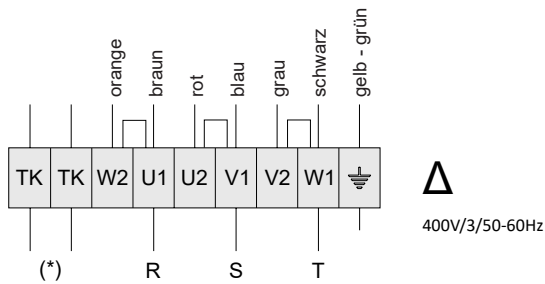 orange
braun
rot
blau
grau
schwarz
gelb - grün
TK TK W2 U1 U2 V1 V2 W1
Δ
400V/3/50-60Hz
(*) R S T